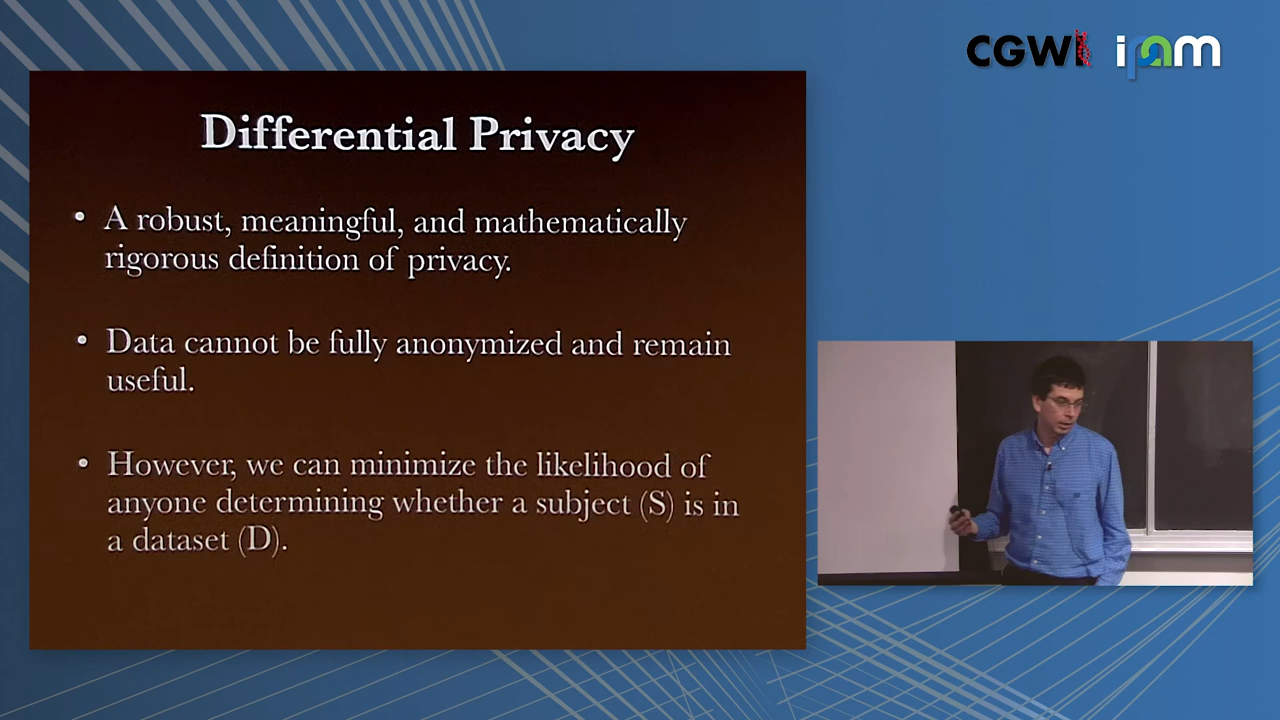 CGWI ipam
Differential Privacy
• A robust, meaningful, and mathematically
rigorous definition of privacy.
• Data cannot be fully anonymized and remain
useful.
• However, we can minimize the likelihood of
anyone determining whether a subject (S) is in
a dataset (D).